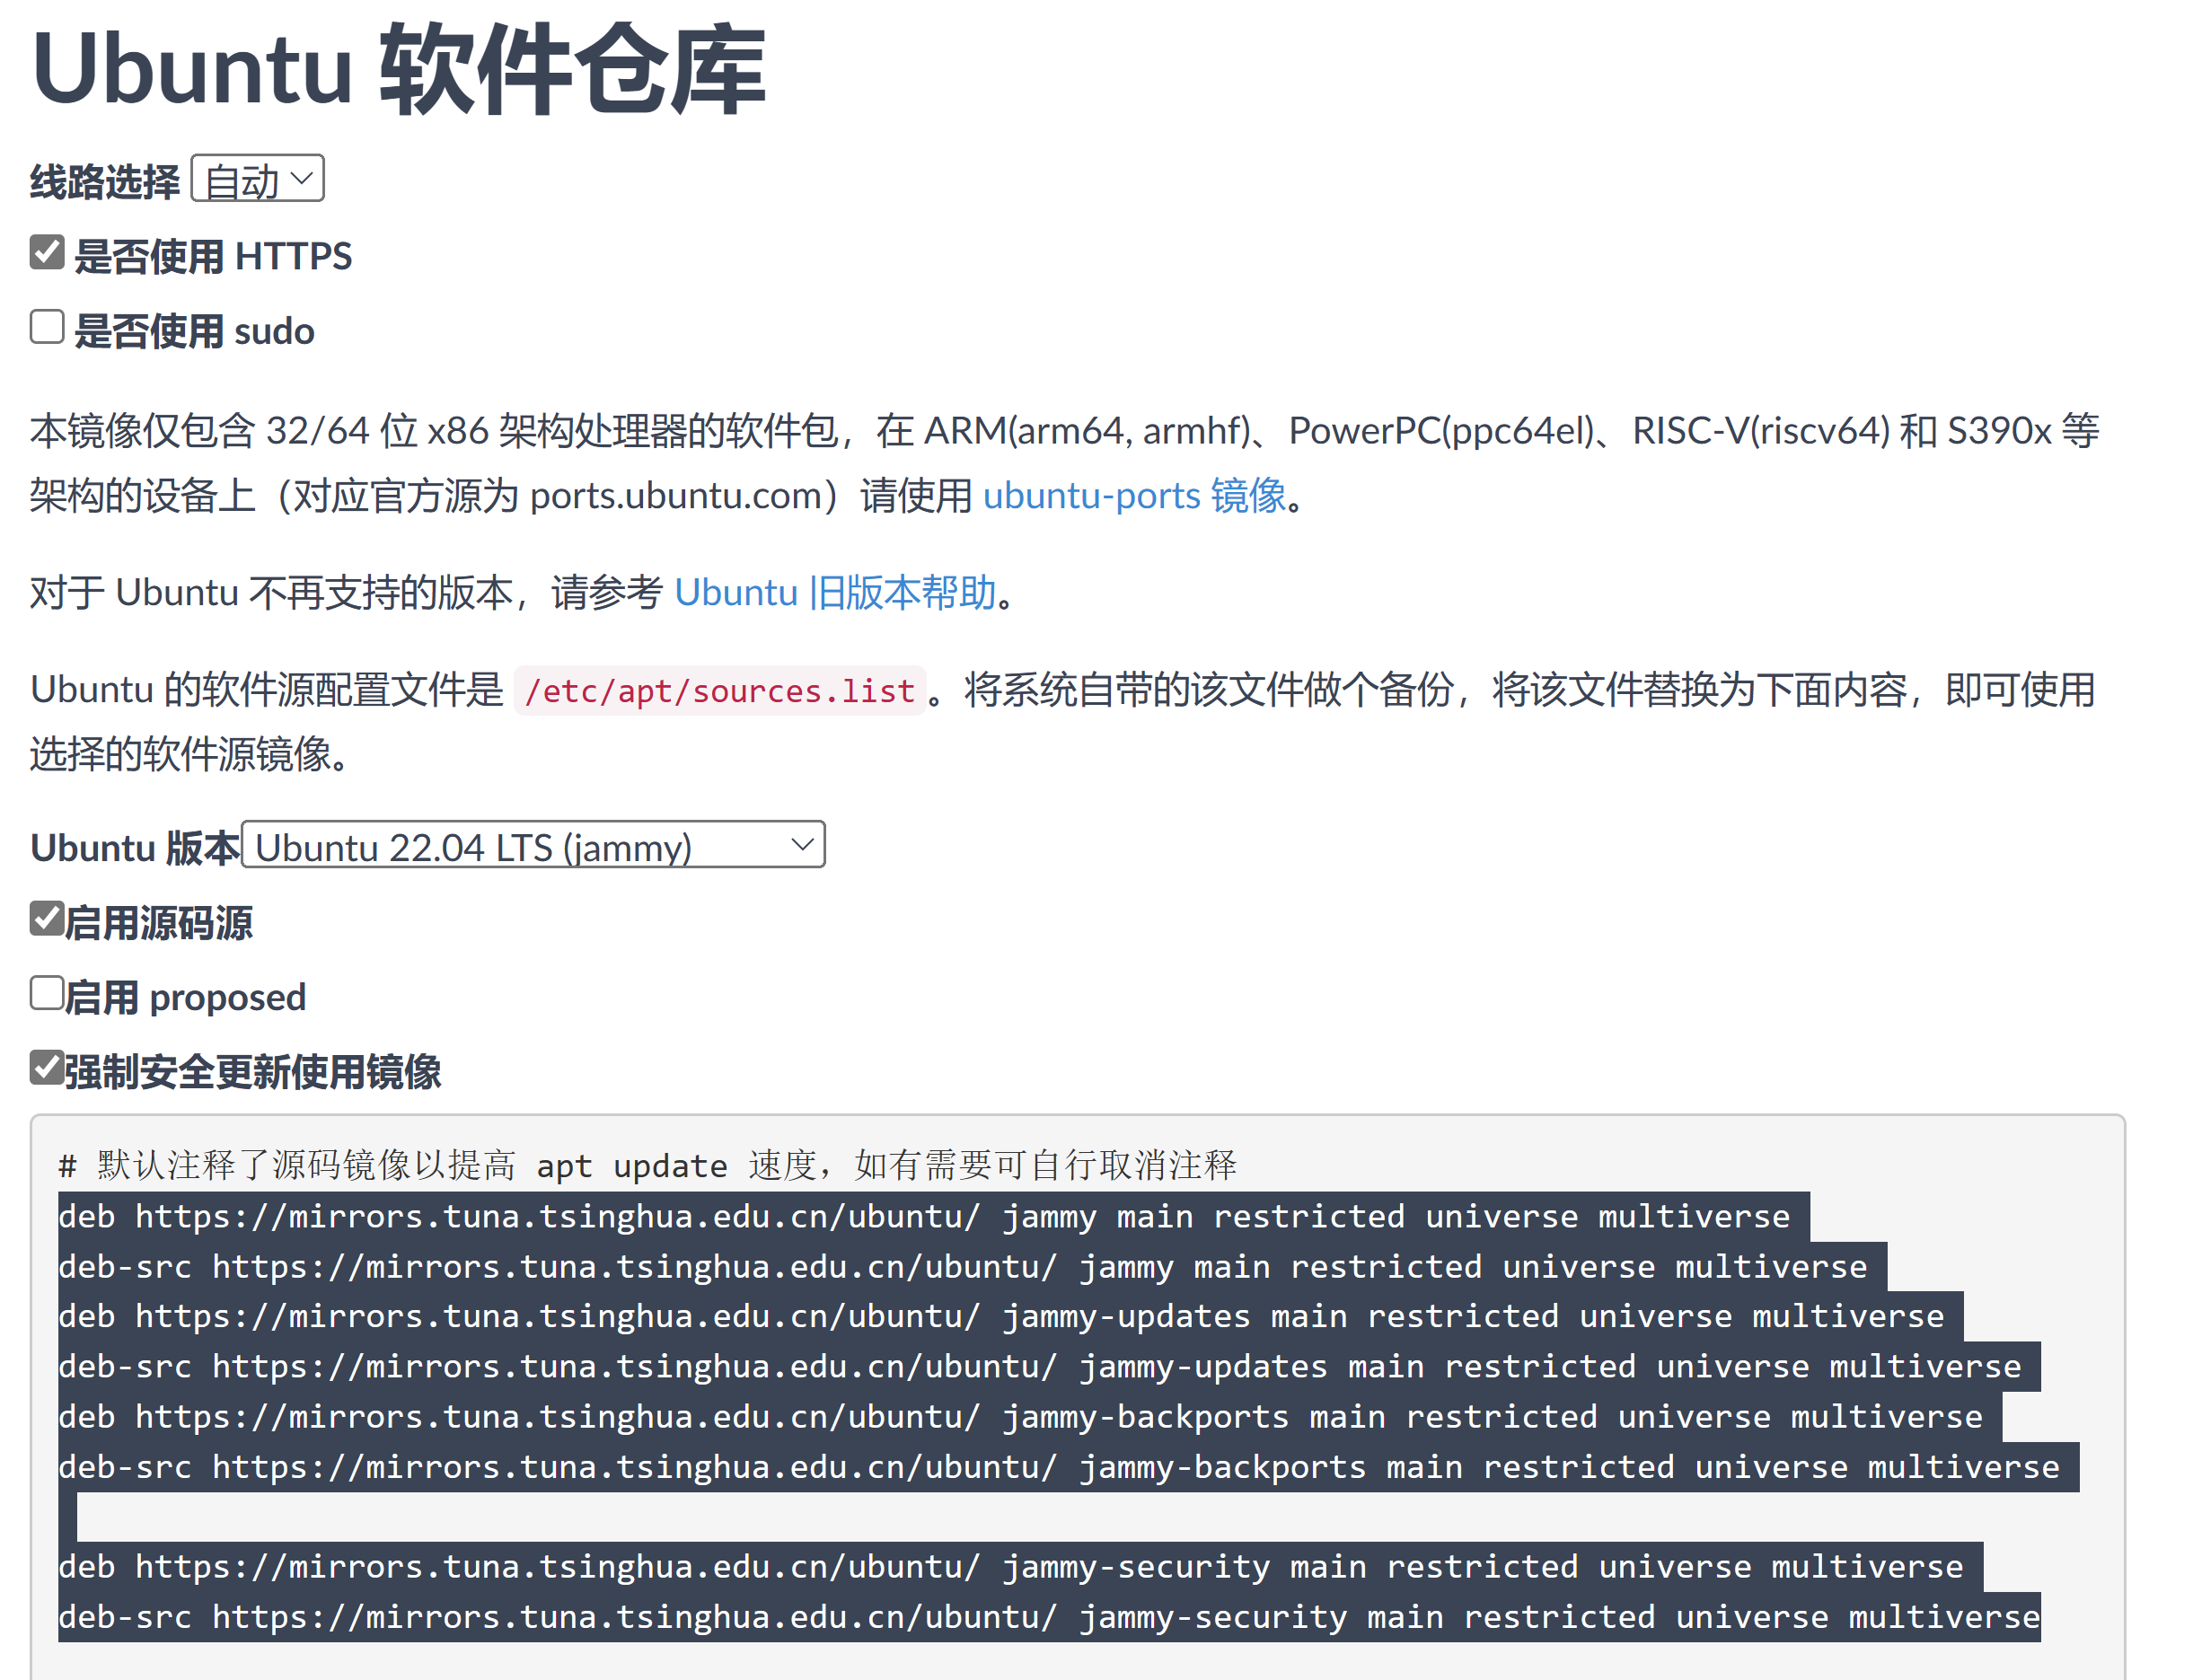 Ubuntu 软件仓库
线路选择 自动
是否使用 HTTPS
是否使用 sudo
本镜像仅包含 32/64 位 x86 架构处理器的软件包，在 ARM(arm64, armhf)、PowerPC(ppc64el)、RISC-V(riscv64) 和 S390x 等
架构的设备上（对应官方源为 ports.ubuntu.com）请使用 ubuntu-ports 镜像。
对于 Ubuntu 不再支持的版本，请参考 Ubuntu 旧版本帮助。
Ubuntu 的软件源配置文件是 /etc/apt/sources.list。将系统自带的该文件做个备份，将该文件替换为下面内容，即可使用
选择的软件源镜像。
Ubuntu 版本 Ubuntu 22.04 LTS (jammy)
启用源码源
启用 proposed
强制安全更新使用镜像
# 默认注释了源码镜像以提高 apt update 速度，如有需要可自行取消注释
deb https://mirrors.tuna.tsinghua.edu.cn/ubuntu/ jammy main restricted universe multiverse
deb-src https://mirrors.tuna.tsinghua.edu.cn/ubuntu/ jammy main restricted universe multiverse
deb https://mirrors.tuna.tsinghua.edu.cn/ubuntu/ jammy-updates main restricted universe multiverse
deb-src https://mirrors.tuna.tsinghua.edu.cn/ubuntu/ jammy-updates main restricted universe multiverse
deb https://mirrors.tuna.tsinghua.edu.cn/ubuntu/ jammy-backports main restricted universe multiverse
deb-src https://mirrors.tuna.tsinghua.edu.cn/ubuntu/ jammy-backports main restricted universe multiverse
deb https://mirrors.tuna.tsinghua.edu.cn/ubuntu/ jammy-security main restricted universe multiverse
deb-src https://mirrors.tuna.tsinghua.edu.cn/ubuntu/ jammy-security main restricted universe multiverse